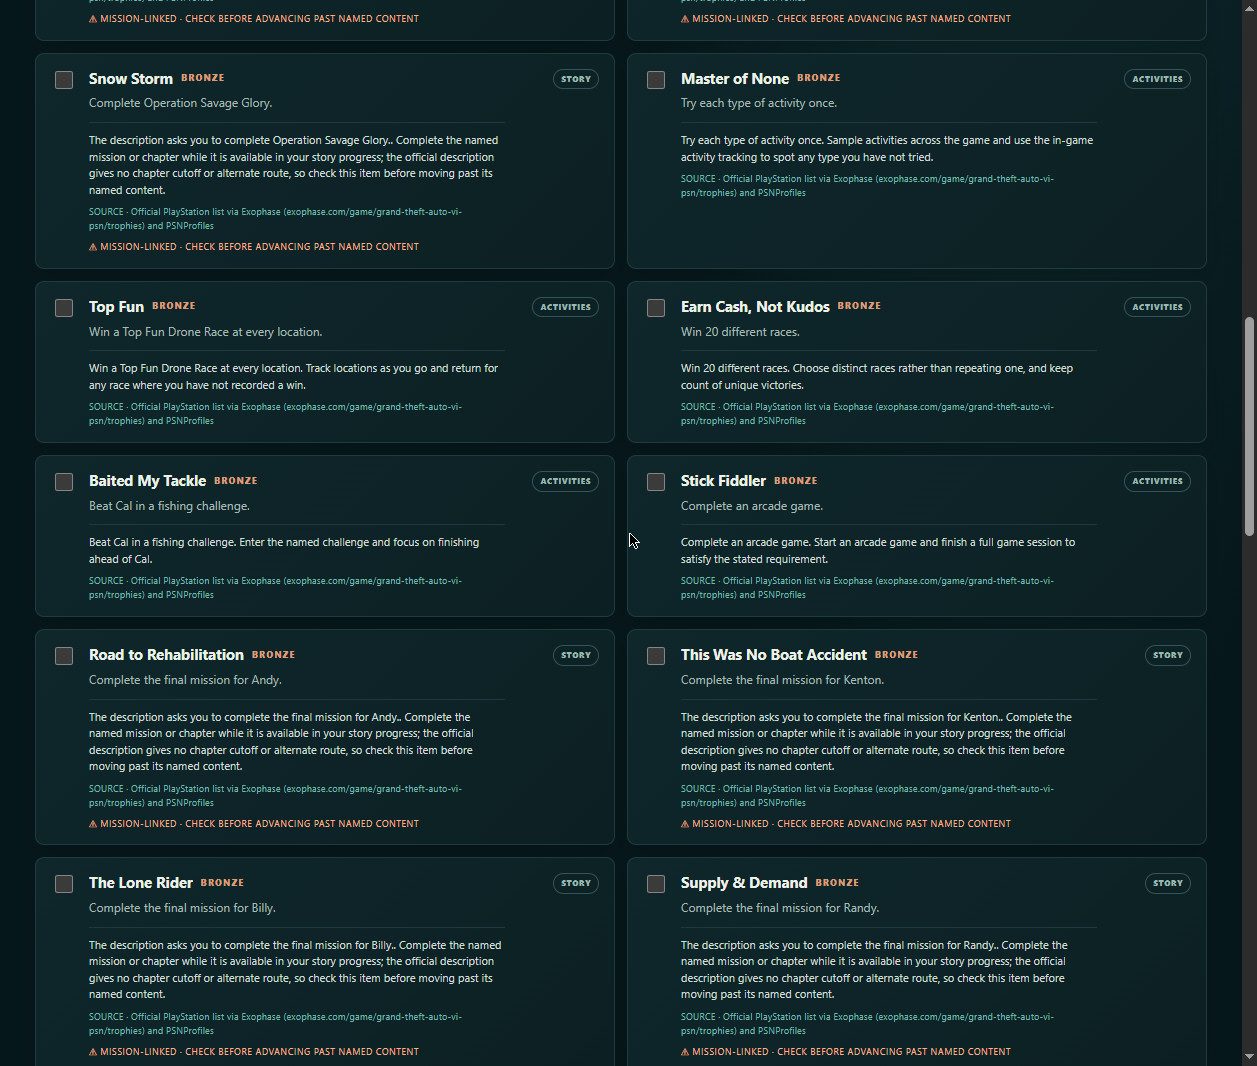 psn/trophies) and PSNProfiles
⚠ MISSION-LINKED · CHECK BEFORE ADVANCING PAST NAMED CONTENT
psn/trophies) and PSNProfiles
⚠ MISSION-LINKED · CHECK BEFORE ADVANCING PAST NAMED CONTENT
Snow Storm BRONZE STORY
Complete Operation Savage Glory.
The description asks you to complete Operation Savage Glory.. Complete the named
mission or chapter while it is available in your story progress; the official description
gives no chapter cutoff or alternate route, so check this item before moving past its
named content.
SOURCE · Official PlayStation list via Exophase (exophase.com/game/grand-theft-auto-vi-
psn/trophies) and PSNProfiles
⚠ MISSION-LINKED · CHECK BEFORE ADVANCING PAST NAMED CONTENT
Master of None BRONZE ACTIVITIES
Try each type of activity once.
Try each type of activity once. Sample activities across the game and use the in-game
activity tracking to spot any type you have not tried.
SOURCE · Official PlayStation list via Exophase (exophase.com/game/grand-theft-auto-vi-
psn/trophies) and PSNProfiles
Top Fun BRONZE ACTIVITIES
Win a Top Fun Drone Race at every location.
Win a Top Fun Drone Race at every location. Track locations as you go and return for
any race where you have not recorded a win.
SOURCE · Official PlayStation list via Exophase (exophase.com/game/grand-theft-auto-vi-
psn/trophies) and PSNProfiles
Earn Cash, Not Kudos BRONZE ACTIVITIES
Win 20 different races.
Win 20 different races. Choose distinct races rather than repeating one, and keep
count of unique victories.
SOURCE · Official PlayStation list via Exophase (exophase.com/game/grand-theft-auto-vi-
psn/trophies) and PSNProfiles
Baited My Tackle BRONZE ACTIVITIES
Beat Cal in a fishing challenge.
Beat Cal in a fishing challenge. Enter the named challenge and focus on finishing
ahead of Cal.
SOURCE · Official PlayStation list via Exophase (exophase.com/game/grand-theft-auto-vi-
psn/trophies) and PSNProfiles
Stick Fiddler BRONZE ACTIVITIES
Complete an arcade game.
Complete an arcade game. Start an arcade game and finish a full game session to
satisfy the stated requirement.
SOURCE · Official PlayStation list via Exophase (exophase.com/game/grand-theft-auto-vi-
psn/trophies) and PSNProfiles
Road to Rehabilitation BRONZE STORY
Complete the final mission for Andy.
The description asks you to complete the final mission for Andy.. Complete the
named mission or chapter while it is available in your story progress; the official
description gives no chapter cutoff or alternate route, so check this item before
moving past its named content.
SOURCE · Official PlayStation list via Exophase (exophase.com/game/grand-theft-auto-vi-
psn/trophies) and PSNProfiles
⚠ MISSION-LINKED · CHECK BEFORE ADVANCING PAST NAMED CONTENT
This Was No Boat Accident BRONZE STORY
Complete the final mission for Kenton.
The description asks you to complete the final mission for Kenton.. Complete the
named mission or chapter while it is available in your story progress; the official
description gives no chapter cutoff or alternate route, so check this item before
moving past its named content.
SOURCE · Official PlayStation list via Exophase (exophase.com/game/grand-theft-auto-vi-
psn/trophies) and PSNProfiles
⚠ MISSION-LINKED · CHECK BEFORE ADVANCING PAST NAMED CONTENT
The Lone Rider BRONZE STORY
Complete the final mission for Billy.
The description asks you to complete the final mission for Billy.. Complete the named
mission or chapter while it is available in your story progress; the official description
gives no chapter cutoff or alternate route, so check this item before moving past its
named content.
SOURCE · Official PlayStation list via Exophase (exophase.com/game/grand-theft-auto-vi-
psn/trophies) and PSNProfiles
⚠ MISSION-LINKED · CHECK BEFORE ADVANCING PAST NAMED CONTENT
Supply & Demand BRONZE STORY
Complete the final mission for Randy.
The description asks you to complete the final mission for Randy.. Complete the
named mission or chapter while it is available in your story progress; the official
description gives no chapter cutoff or alternate route, so check this item before
moving past its named content.
SOURCE · Official PlayStation list via Exophase (exophase.com/game/grand-theft-auto-vi-
psn/trophies) and PSNProfiles
⚠ MISSION-LINKED · CHECK BEFORE ADVANCING PAST NAMED CONTENT